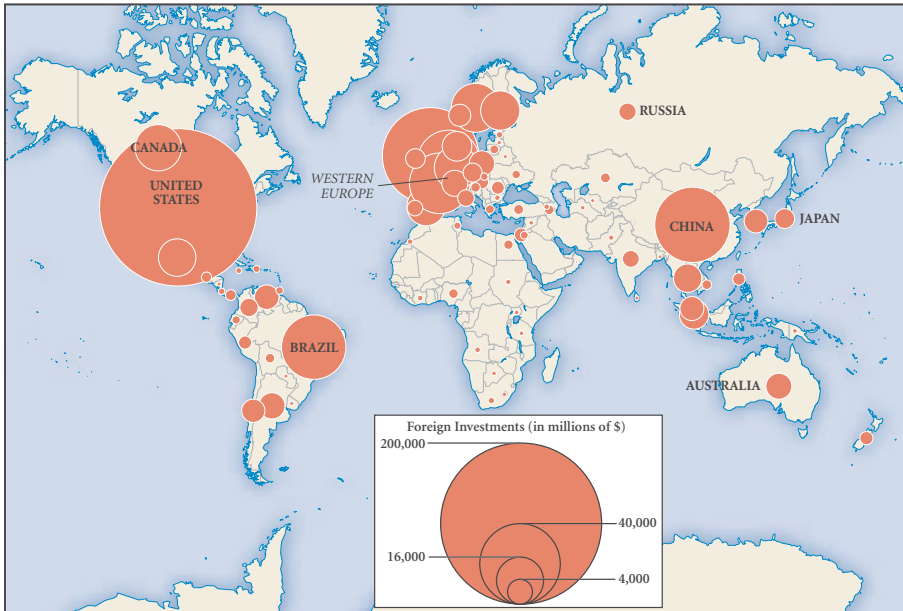 RUSSIA
CANADA
WESTERN
EUROPE
UNITED
STATES
CHINA
JAPAN
BRAZIL
AUSTRALIA
Foreign Investments (in millions of $)
200,000
40,000
16,000
4,000